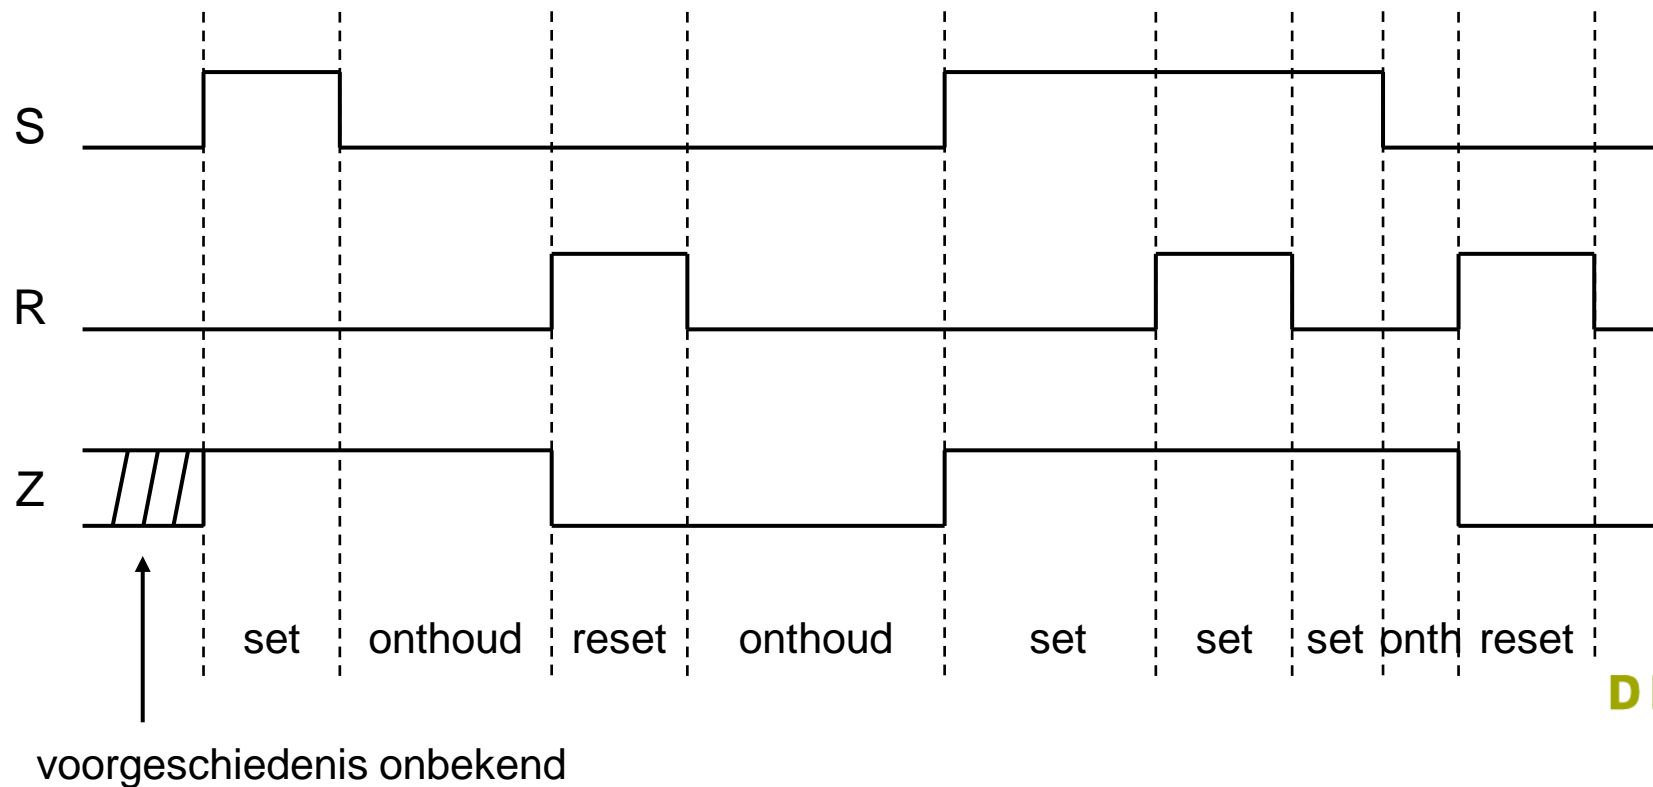 S
R
Z
set onthoud reset onthoud set set set onth reset
D
voorgeschiedenis onbekend